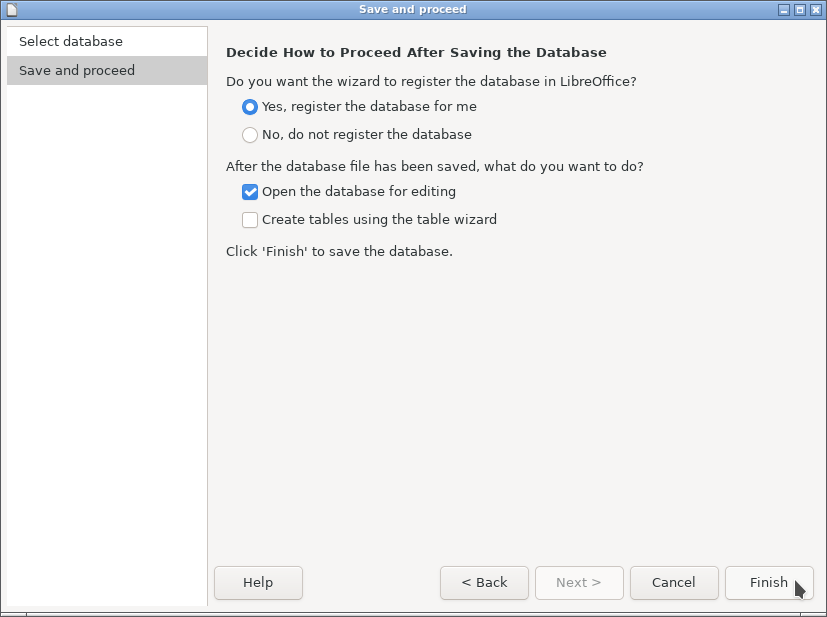 Save and proceed
Select database
Save and proceed
Decide How to Proceed After Saving the Database
Do you want the wizard to register the database in LibreOffice?
Yes, register the database for me
No, do not register the database
After the database file has been saved, what do you want to do?
Open the database for editing
Create tables using the table wizard
Click 'Finish' to save the database.
Help
< Back
Next >
Cancel
Finish